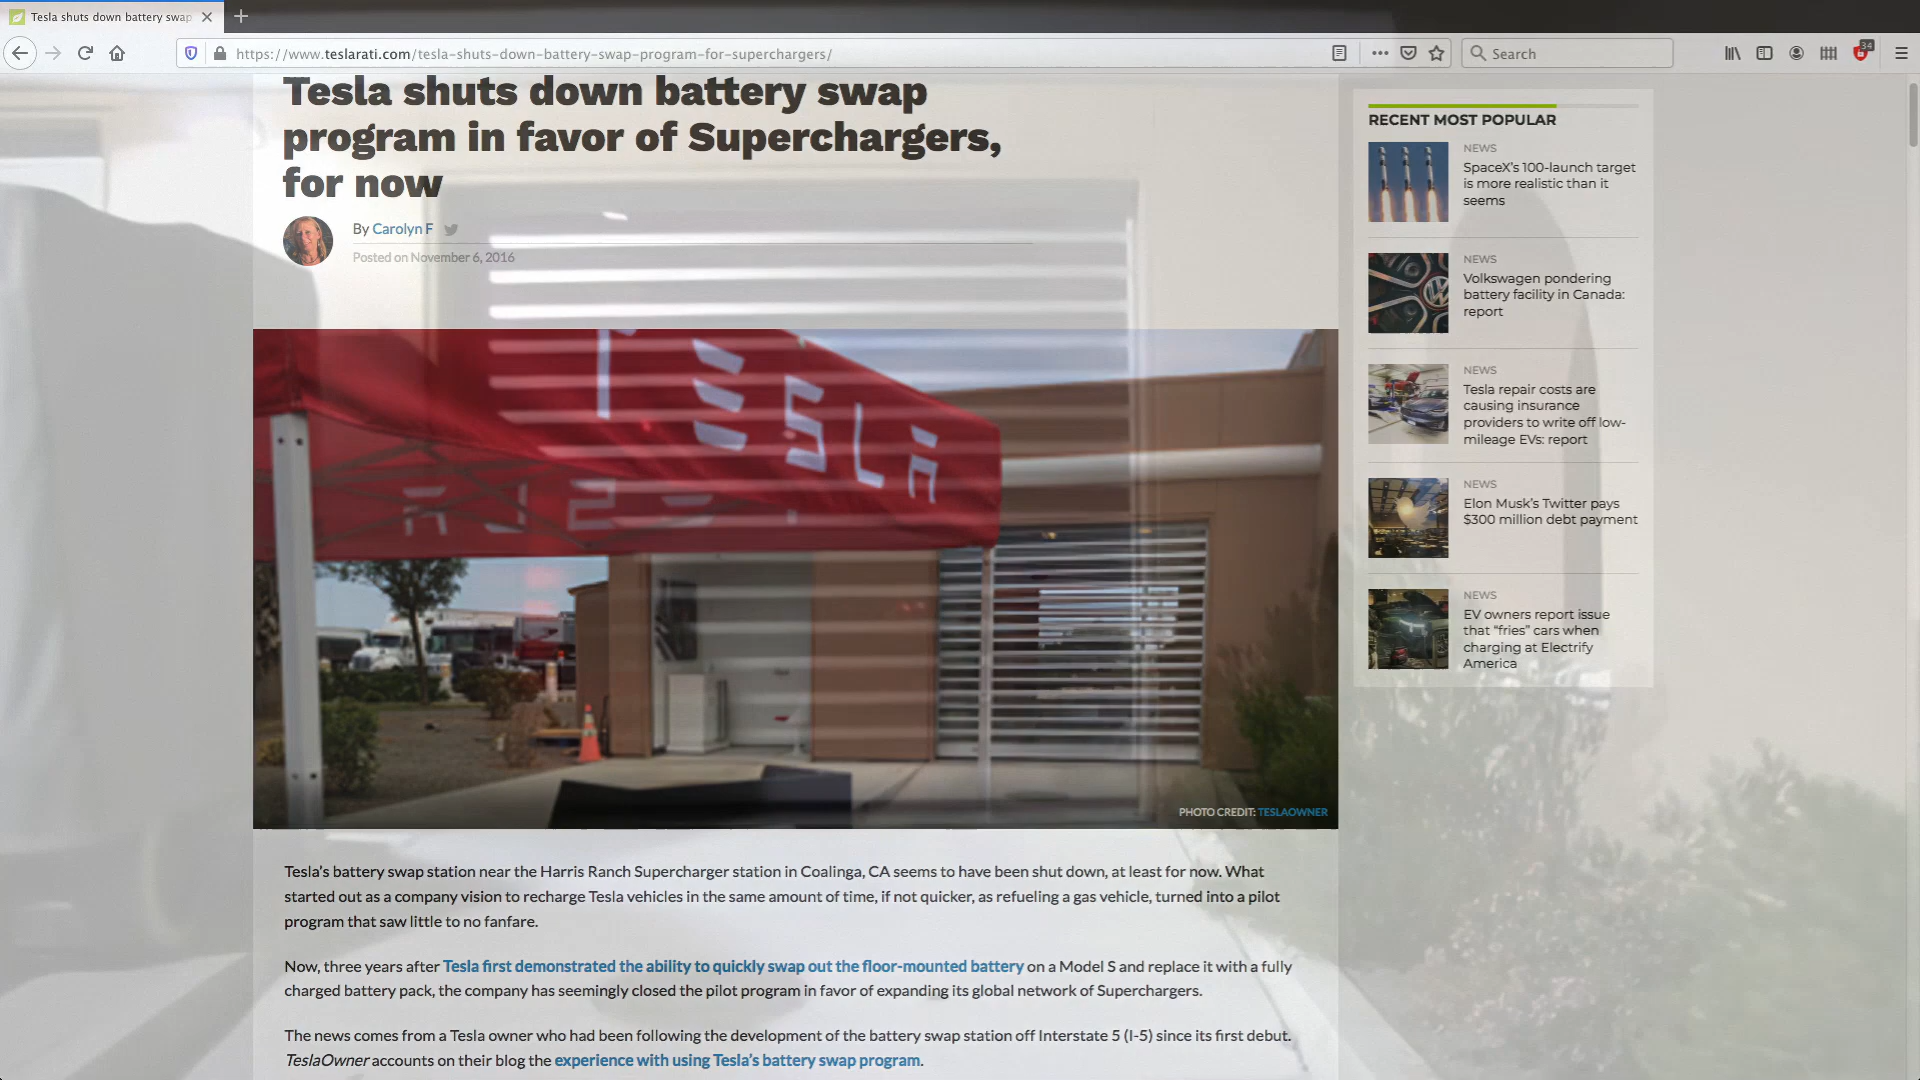 Tesla shuts down battery swap
https://www.teslarati.com/tesla-shuts-down-battery-swap-program-for-superchargers/
Search
34
Tesla shuts down battery swap
program in favor of Superchargers,
for now
By Carolyn F
Posted on November 6, 2016
TESLA
PHOTO CREDIT: TESLAOWNER
Tesla's battery swap station near the Harris Ranch Supercharger station in Coalinga, CA seems to have been shut down, at least for now. What
started out as a company vision to recharge Tesla vehicles in the same amount of time, if not quicker, as refueling a gas vehicle, turned into a pilot
program that saw little to no fanfare.
Now, three years after Tesla first demonstrated the ability to quickly swap out the floor-mounted battery on a Model S and replace it with a fully
charged battery pack, the company has seemingly closed the pilot program in favor of expanding its global network of Superchargers.
The news comes from a Tesla owner who had been following the development of the battery swap station off Interstate 5 (I-5) since its first debut.
TeslaOwner accounts on their blog the experience with using Tesla's battery swap program.
RECENT MOST POPULAR
NEWS
SpaceX's 100-launch target
is more realistic than it
seems
NEWS
Volkswagen pondering
battery facility in Canada:
report
NEWS
Tesla repair costs are
causing insurance
providers to write off low-
mileage EVs: report
NEWS
Elon Musk's Twitter pays
$300 million debt payment
NEWS
EV owners report issue
that "fries" cars when
charging at Electrify
America